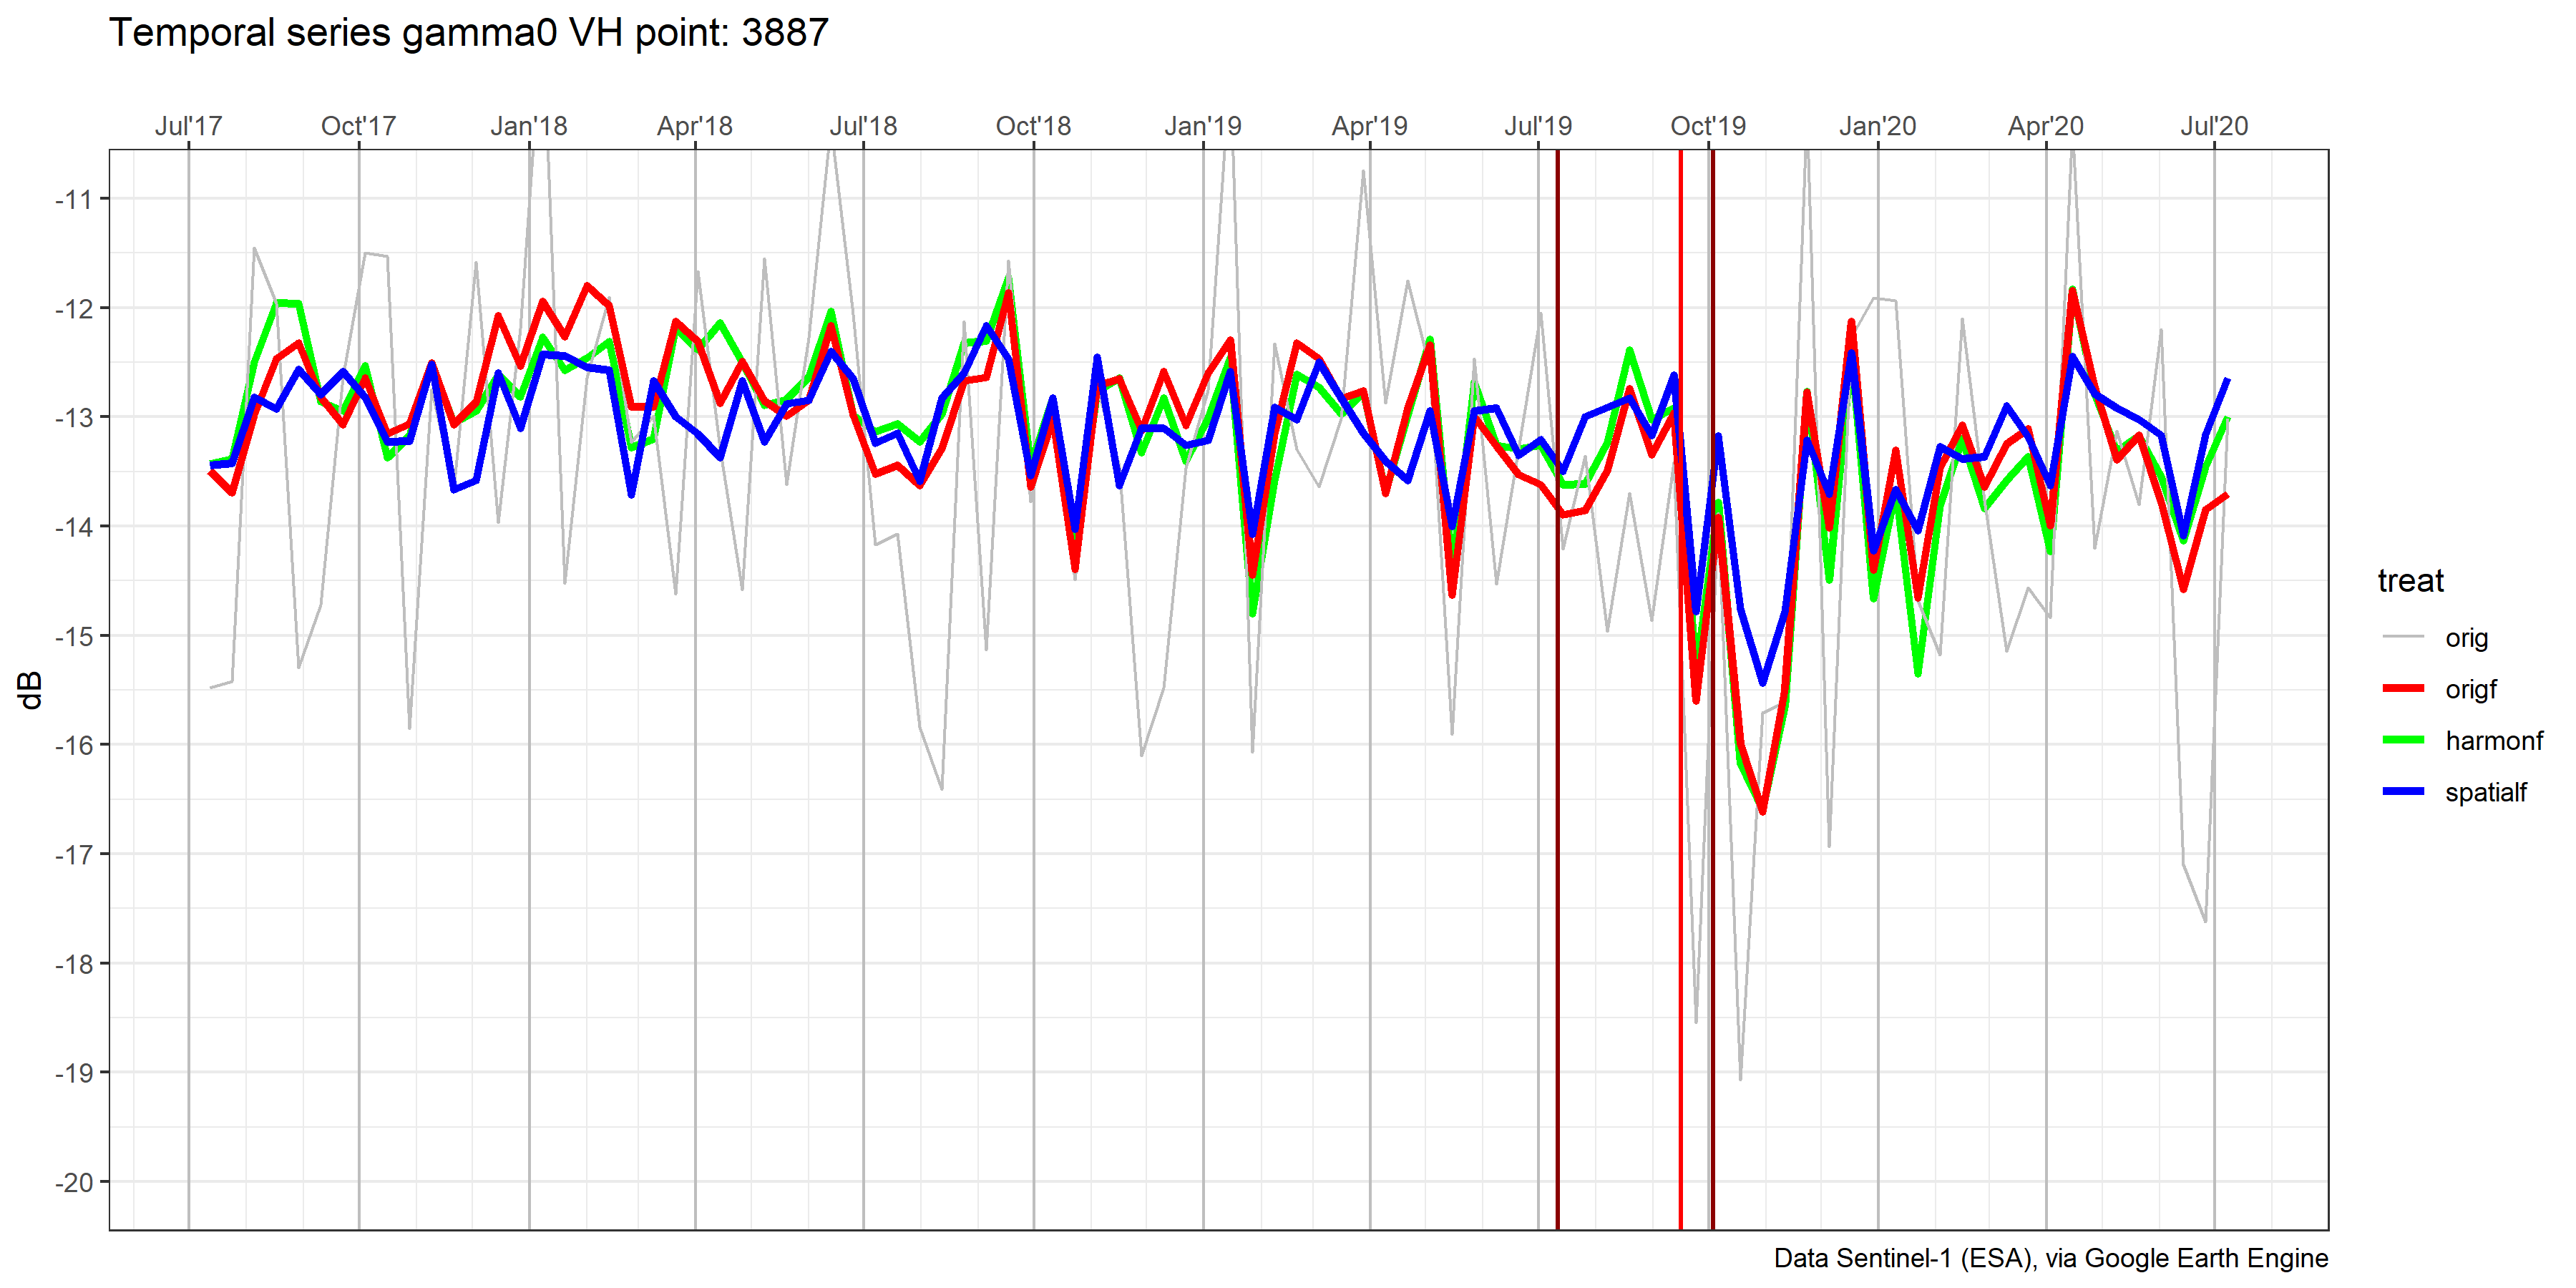 Temporal series gamma0 VH point: 3887
Jul'17 Oct'17 Jan'18 Apr'18 Jul'18 Oct'18 Jan'19 Apr'19 Jul'19 Oct'19 Jan'20 Apr'20 Jul'20
-11
-12
-13
-14
-15
-16
-17
-18
-19
-20
dB
treat
orig
origf
harmonf
spatialf
Data Sentinel-1 (ESA), via Google Earth Engine